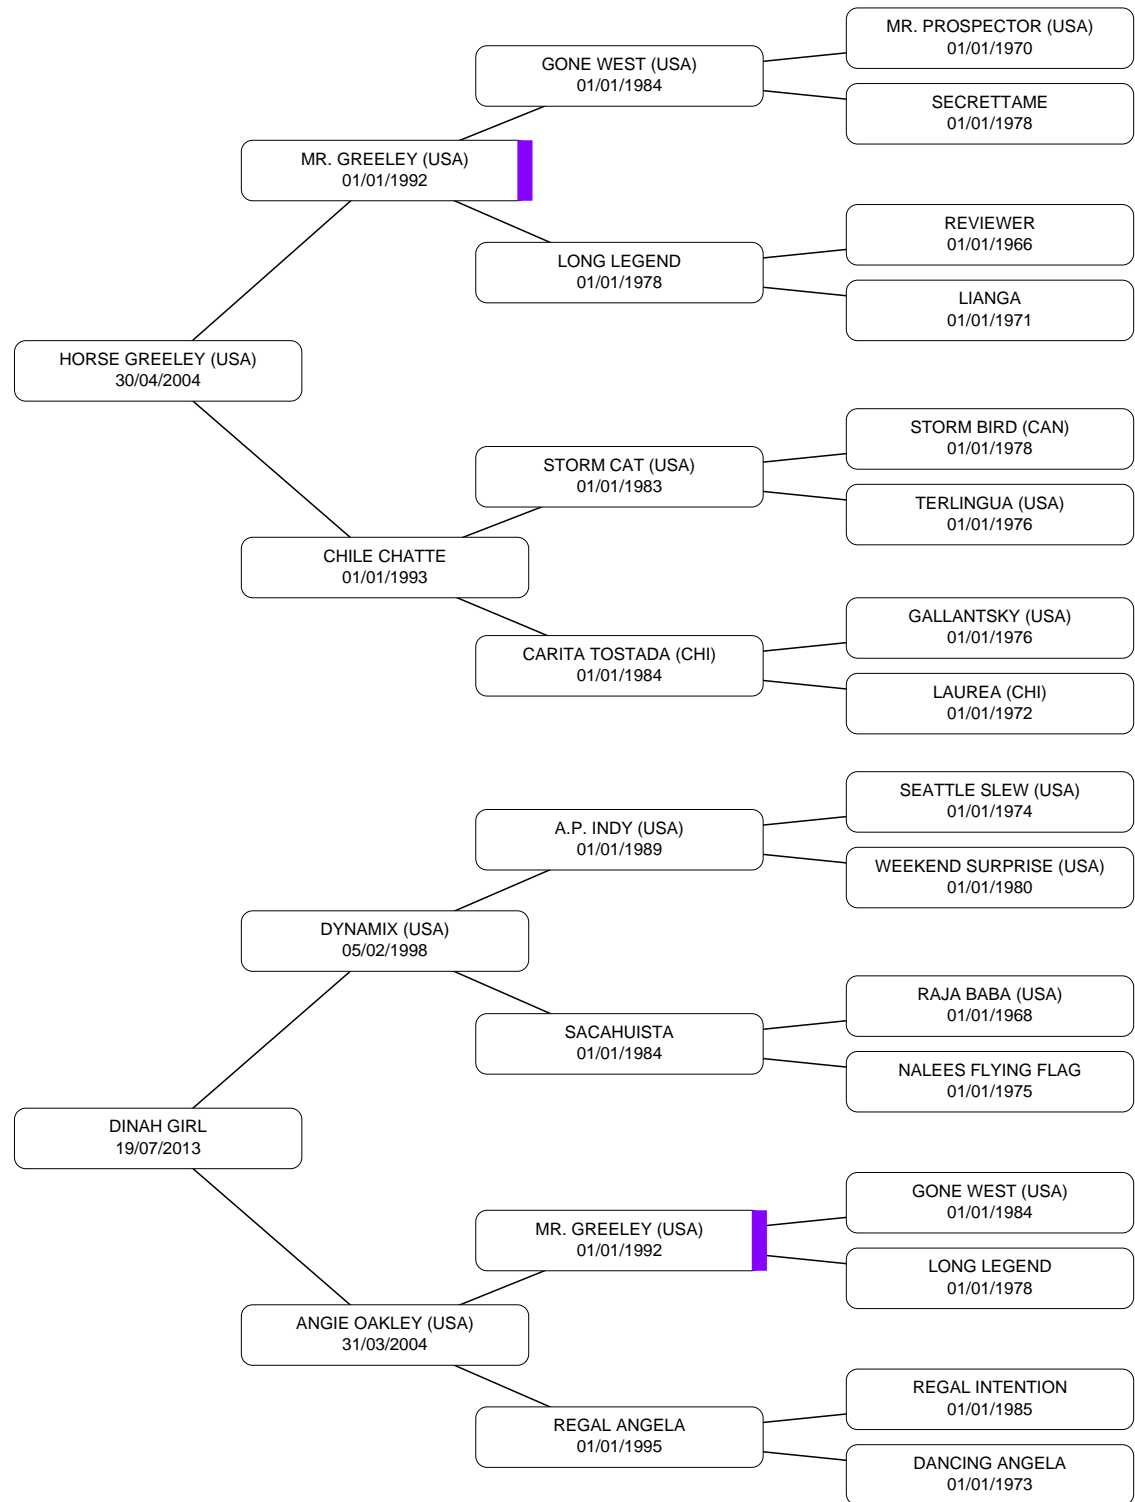 MR. PROSPECTOR (USA)
01/01/1970
GONE WEST (USA)
01/01/1984
SECRETTAME
01/01/1978
MR. GREELEY (USA)
01/01/1992
REVIEWER
01/01/1966
LONG LEGEND
01/01/1978
LIANGA
01/01/1971
HORSE GREELEY (USA)
30/04/2004
STORM BIRD (CAN)
01/01/1978
STORM CAT (USA)
01/01/1983
TERLINGUA (USA)
01/01/1976
CHILE CHATTE
01/01/1993
GALLANTSKY (USA)
01/01/1976
CARITA TOSTADA (CHI)
01/01/1984
LAUREA (CHI)
01/01/1972
SEATTLE SLEW (USA)
01/01/1974
A.P. INDY (USA)
01/01/1989
WEEKEND SURPRISE (USA)
01/01/1980
DYNAMIX (USA)
05/02/1998
RAJA BABA (USA)
01/01/1968
SACAHUISTA
01/01/1984
NALEES FLYING FLAG
01/01/1975
DINAH GIRL
19/07/2013
GONE WEST (USA)
01/01/1984
MR. GREELEY (USA)
01/01/1992
LONG LEGEND
01/01/1978
ANGIE OAKLEY (USA)
31/03/2004
REGAL INTENTION
01/01/1985
REGAL ANGELA
01/01/1995
DANCING ANGELA
01/01/1973